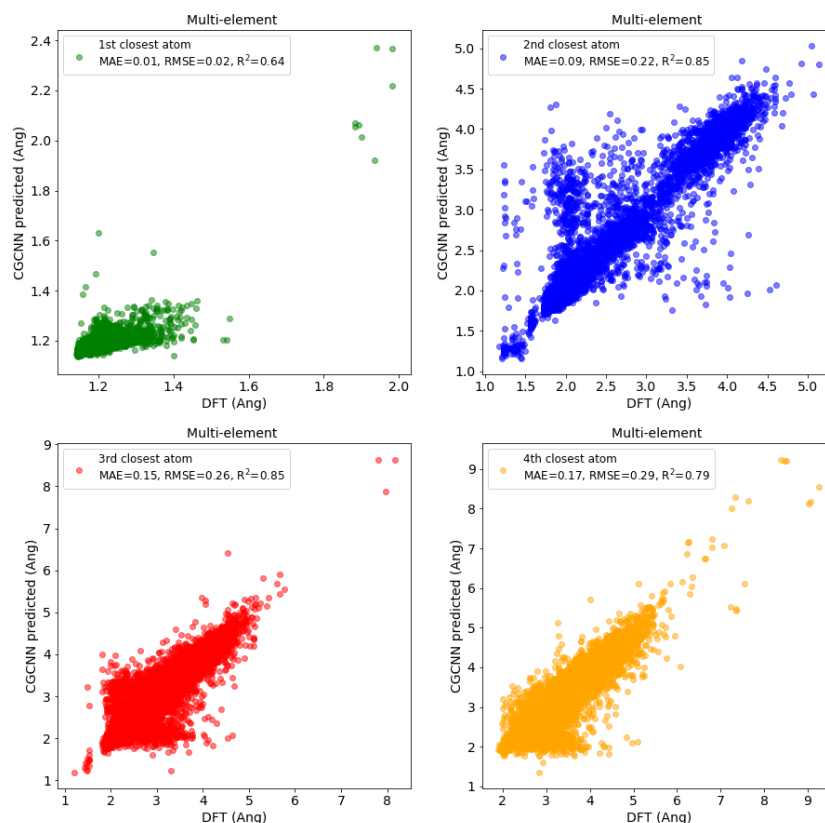 Multi-element
1st closest atom
MAE=0.01, RMSE=0.02, R²=0.64
CGCNN predicted (Ang)
2.4
2.2
2.0
1.8
1.6
1.4
1.2
1.2 1.4 1.6 1.8 2.0
DFT (Ang)
Multi-element
2nd closest atom
MAE=0.09, RMSE=0.22, R²=0.85
CGCNN predicted (Ang)
5.0
4.5
4.0
3.5
3.0
2.5
2.0
1.5
1.0
1.0 1.5 2.0 2.5 3.0 3.5 4.0 4.5 5.0
DFT (Ang)
Multi-element
3rd closest atom
MAE=0.15, RMSE=0.26, R²=0.85
CGCNN predicted (Ang)
9
8
7
6
5
4
3
2
1
1 2 3 4 5 6 7 8
DFT (Ang)
Multi-element
4th closest atom
MAE=0.17, RMSE=0.29, R²=0.79
CGCNN predicted (Ang)
9
8
7
6
5
4
3
2
1
2 3 4 5 6 7 8 9
DFT (Ang)